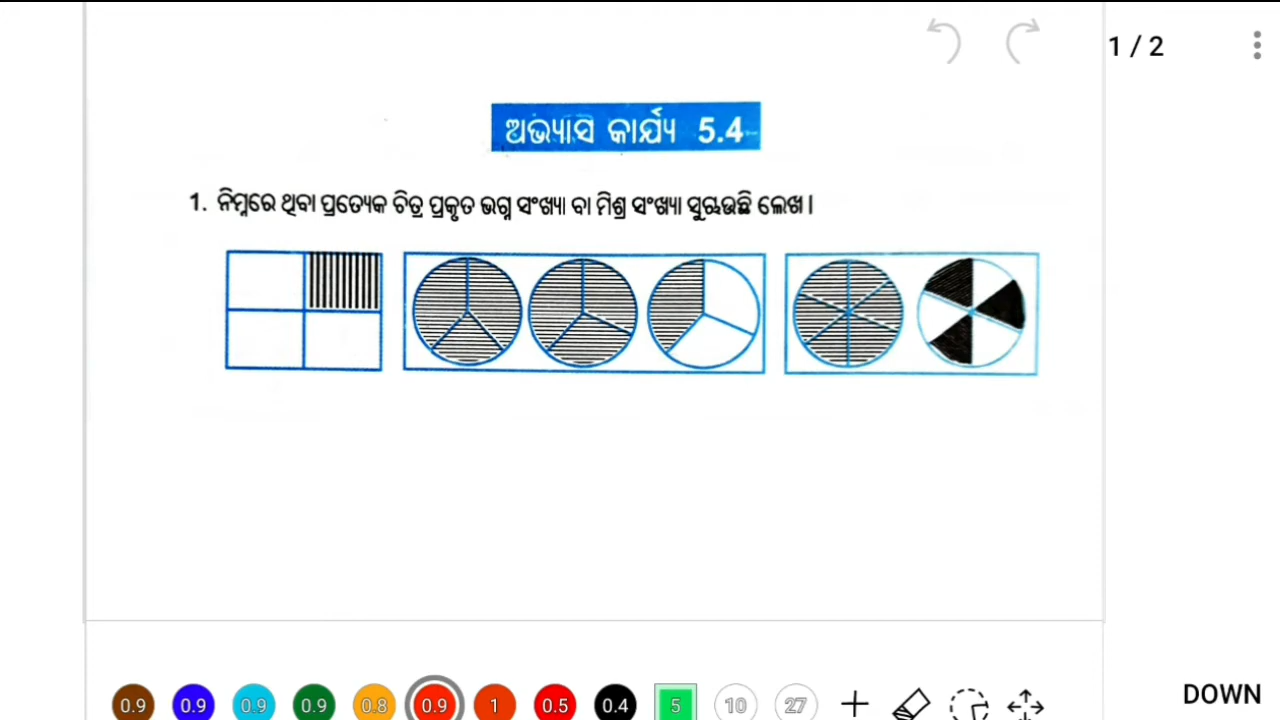 1 / 2
ଅଭ୍ୟାସ କାର୍ଯ୍ୟ 5.4
1. ନିମ୍ନରେ ଥିବା ପ୍ରତ୍ୟେକ ଚିତ୍ର ପ୍ରକୃତ ଭଗ୍ନ ସଂଖ୍ୟା ବା ମିଶ୍ର ସଂଖ୍ୟା ସୁଚ୍ଚଉଛି ଲେଖ।
DOWN
0.9 0.9 0.9 0.9 0.8 0.9 1 0.5 0.4 5 10 27